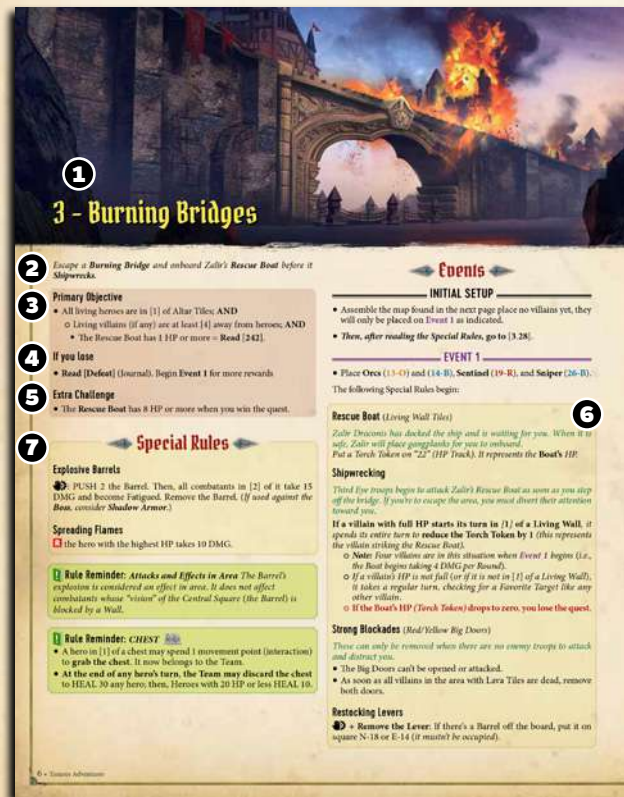 1
3 - Burning Bridges
2
Escape a Burning Bridge and onboard Zalir's Rescue Boat before it
Shipwrecks.
3
Primary Objective
• All living heroes are in [1] of Altar Tiles; AND
o Living villains (if any) are at least [4] away from heroes; AND
• The Rescue Boat has 1 HP or more = Read [242].
4
If you lose
• Read [Defeat] (Journal). Begin Event 1 for more rewards
5
Extra Challenge
• The Rescue Boat has 8 HP or more when you win the quest.
7
Special Rules
Explosive Barrels
: PUSH 2 the Barrel. Then, all combatants in [2] of it take 15
DMG and become Fatigued. Remove the Barrel. (If used against the
Boss, consider Shadow Armor.)
Spreading Flames
the hero with the highest HP takes 10 DMG.
Rule Reminder: Attacks and Effects in Area The Barrel's
explosion is considered an effect in area. It does not affect
combatants whose "vision" of the Central Square (the Barrel) is
blocked by a Wall.
Rule Reminder: CHEST
• A hero in [1] of a chest may spend 1 movement point (interaction)
to grab the chest. It now belongs to the Team.
• At the end of any hero's turn, the Team may discard the chest
to HEAL 30 any hero; then, Heroes with 20 HP or less HEAL 10.
Events
INITIAL SETUP
• Assemble the map found in the next page place no villains yet, they
will only be placed on Event 1 as indicated.
• Then, after reading the Special Rules, go to [3.28].
EVENT 1
• Place Orcs (13-O) and (14-B), Sentinel (19-R), and Sniper (26-B).
The following Special Rules begin:
6
Rescue Boat (Living Wall Tiles)
Zalir Draconis has docked the ship and is waiting for you. When it is
safe, Zalir will place gangplanks for you to onboard.
Put a Torch Token on "22" (HP Track). It represents the Boat's HP.
Shipwrecking
Third Eye troops begin to attack Zalir's Rescue Boat as soon as you step
off the bridge. If you're to escape the area, you must divert their attention
toward you.
If a villain with full HP starts its turn in [1] of a Living Wall, it
spends its entire turn to reduce the Torch Token by 1 (this represents
the villain striking the Rescue Boat).
o Note: Four villains are in this situation when Event 1 begins (i.e.,
the Boat begins taking 4 DMG per Round).
o If a villain's HP is not full (or if it is not in [1] of a Living Wall),
it takes a regular turn, checking for a Favorite Target like any
other villain.
o If the Boat's HP (Torch Token) drops to zero, you lose the quest.
Strong Blockades (Red/Yellow Big Doors)
These can only be removed when there are no enemy troops to attack
and distract you.
• The Big Doors can't be opened or attacked.
• As soon as all villains in the area with Lava Tiles are dead, remove
both doors.
Restocking Levers
+ Remove the Lever: If there's a Barrel off the board, put it on
square N-18 or E-14 (it mustn't be occupied).
6 •